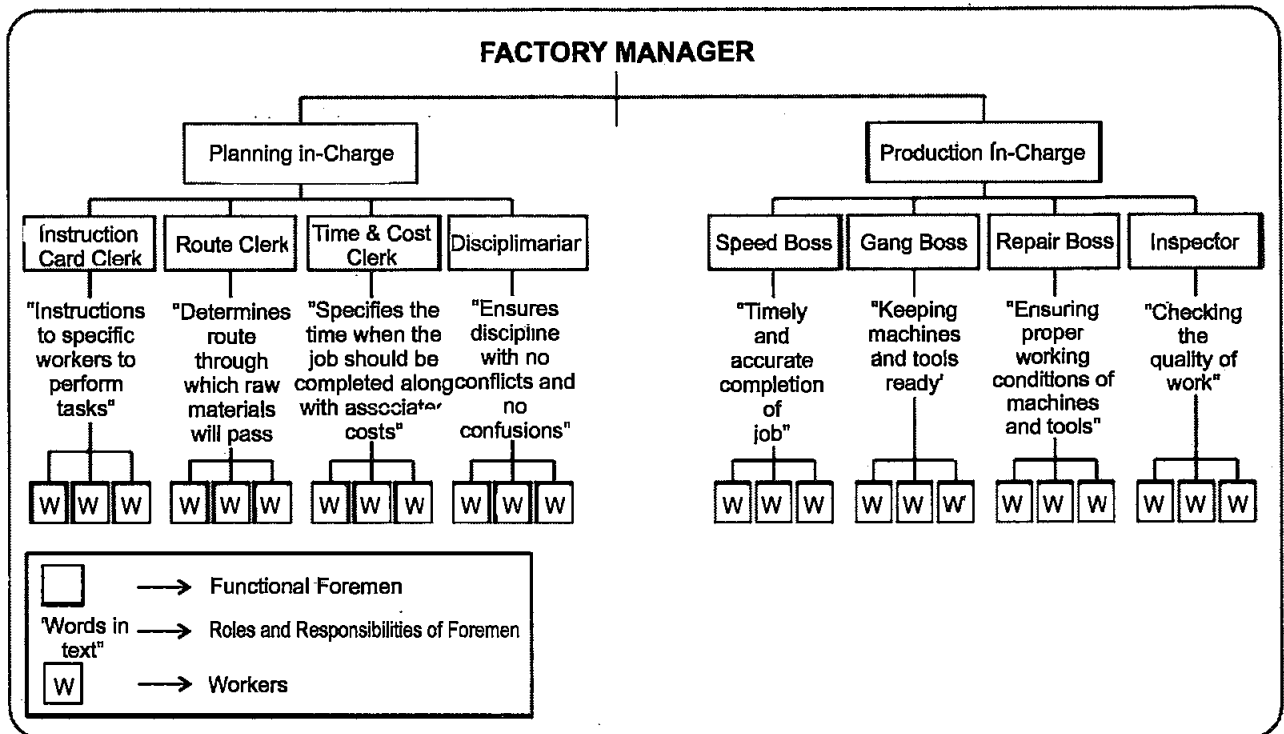 FACTORY MANAGER
Planning in-Charge
Production In-Charge
Instruction
Card Clerk
Route Clerk
Time & Cost
Clerk
Disciplimariar
Speed Boss
Gang Boss
Repair Boss
Inspector
"Instructions
to specific
workers to
perform
tasks"
"Determines
route
through
which raw
materials
will pass
"Specifies the
time when the
job should be
completed along
with associater
costs"
"Ensures
discipline
with no
conflicts and
no
confusions"
"Timely
and
accurate
completion
of
job"
"Keeping
machines
and tools
ready'
"Ensuring
proper
working
conditions of
machines
and tools"
"Checking
the
quality of
work"
W W W W W W W W W W W W W W W W W W W W W W W W
Functional Foremen
'Words in
text"
Roles and Responsibilities of Foremen
W
Workers